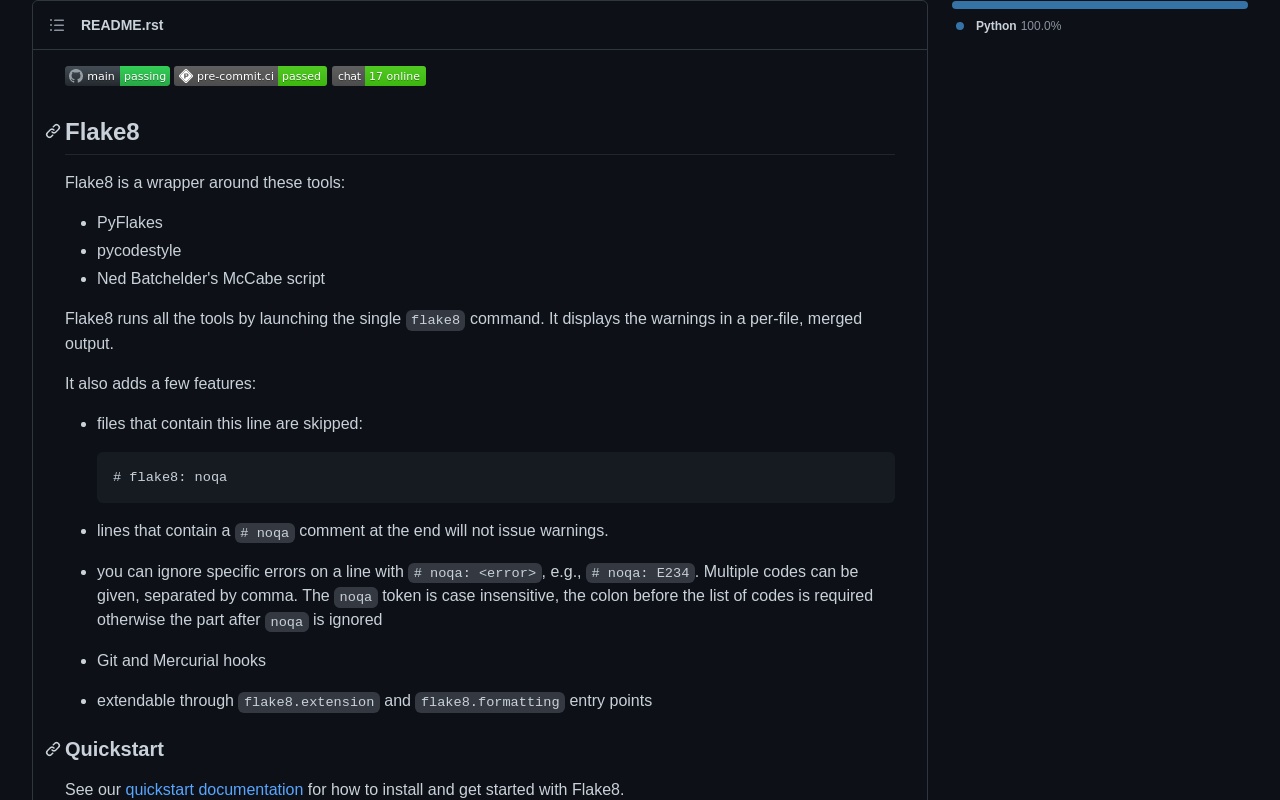 README.rst
Python 100.0%
main passing pre-commit.ci passed chat 17 online
Flake8
Flake8 is a wrapper around these tools:
PyFlakes
pycodestyle
Ned Batchelder's McCabe script
Flake8 runs all the tools by launching the single flake8 command. It displays the warnings in a per-file, merged
output.
It also adds a few features:
files that contain this line are skipped:
# flake8: noqa
lines that contain a # noqa comment at the end will not issue warnings.
you can ignore specific errors on a line with # noqa: <error>, e.g., # noqa: E234. Multiple codes can be
given, separated by comma. The noqa token is case insensitive, the colon before the list of codes is required
otherwise the part after noqa is ignored
Git and Mercurial hooks
extendable through flake8.extension and flake8.formatting entry points
Quickstart
See our quickstart documentation for how to install and get started with Flake8.